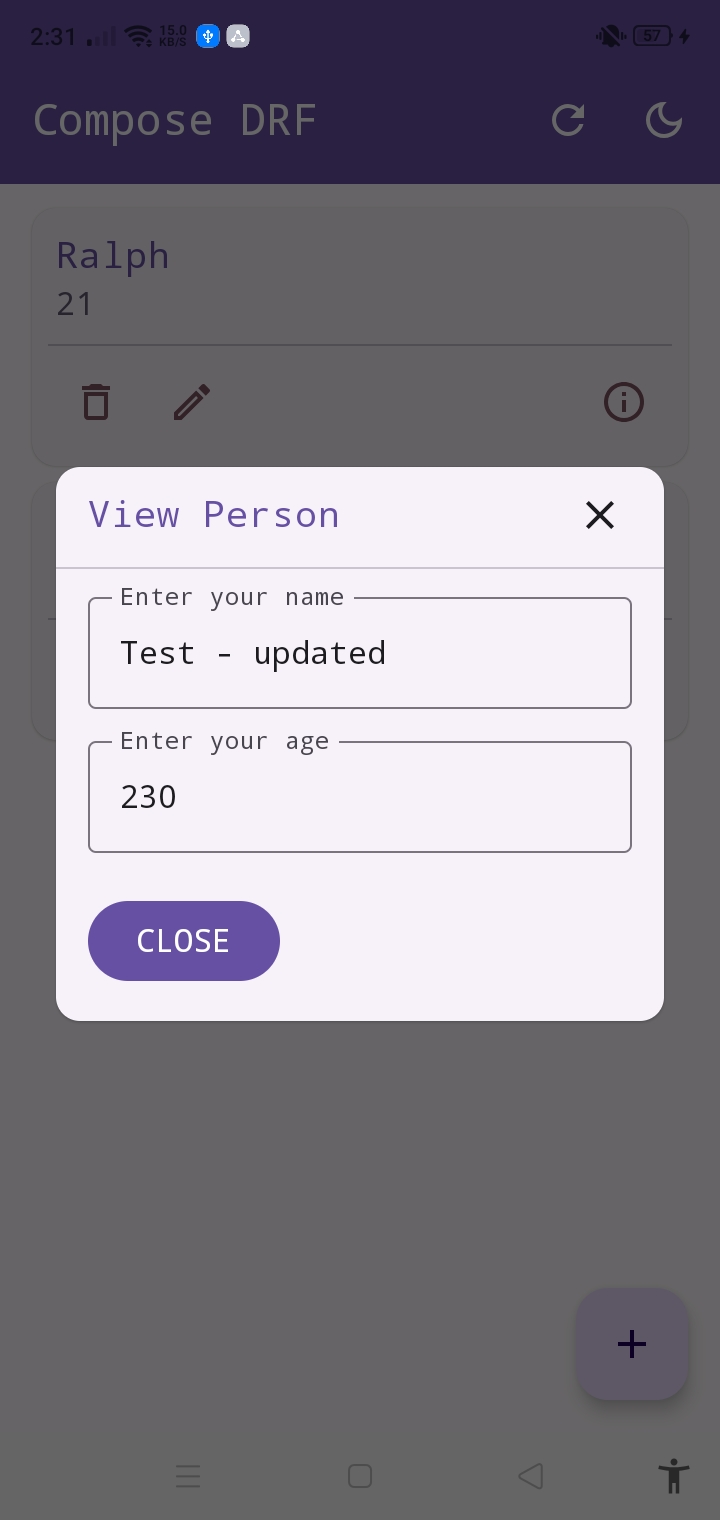 2:31 15.0 KB/S 57
Compose DRF
Ralph
21
View Person
Enter your name
Test - updated
Enter your age
230
CLOSE